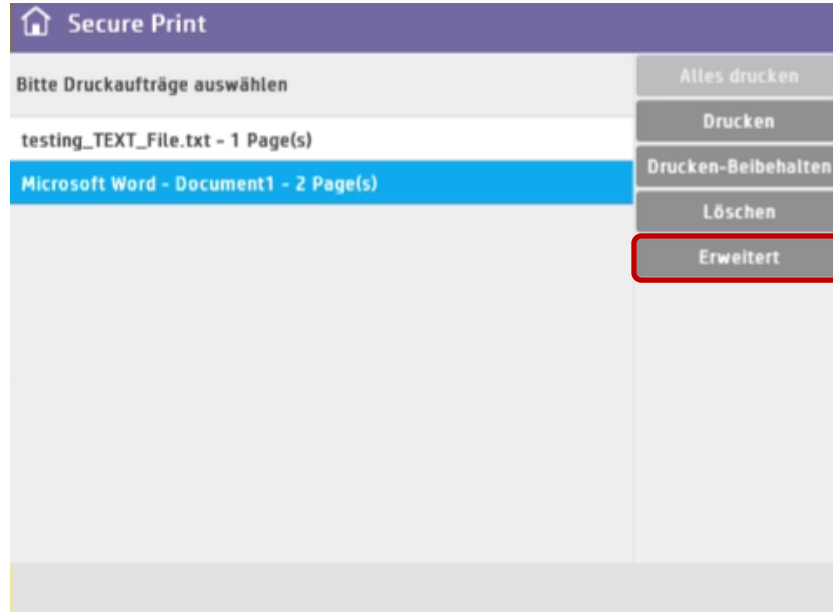 Secure Print
Bitte Druckaufträge auswählen
testing_TEXT_File.txt - 1 Page(s)
Microsoft Word - Document1 - 2 Page(s)
Alles drucken
Drucken
Drucken-Beibehalten
Löschen
Erweitert